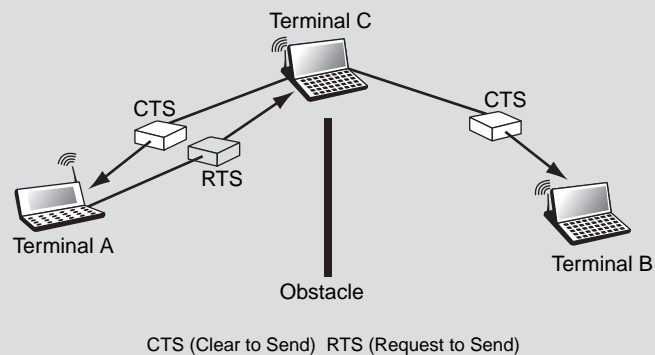 Terminal C
CTS
CTS
RTS
Terminal A
Terminal B
Obstacle
CTS (Clear to Send) RTS (Request to Send)